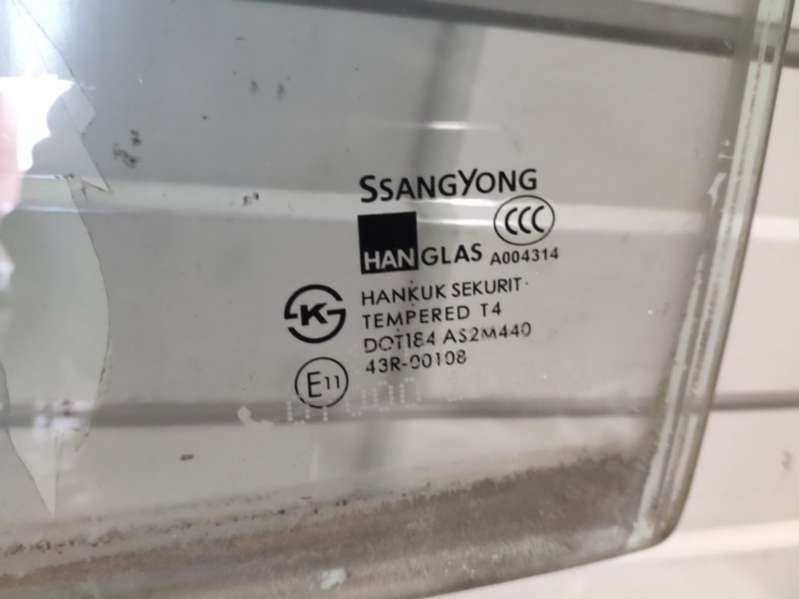 SSANGYONG
CCC
HANGLAS A004314
HANKUK SEKURIT
K
TEMPERED T4
DOT184 AS2M440
43R-00108
E11